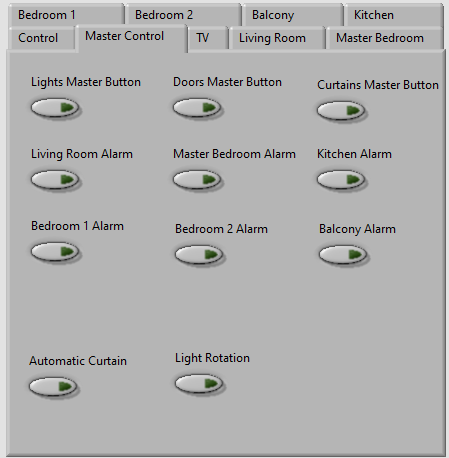 Bedroom 1 Bedroom 2 Balcony Kitchen
Control Master Control TV Living Room Master Bedroom
Lights Master Button Doors Master Button Curtains Master Button
Living Room Alarm Master Bedroom Alarm Kitchen Alarm
Bedroom 1 Alarm Bedroom 2 Alarm Balcony Alarm
Automatic Curtain Light Rotation